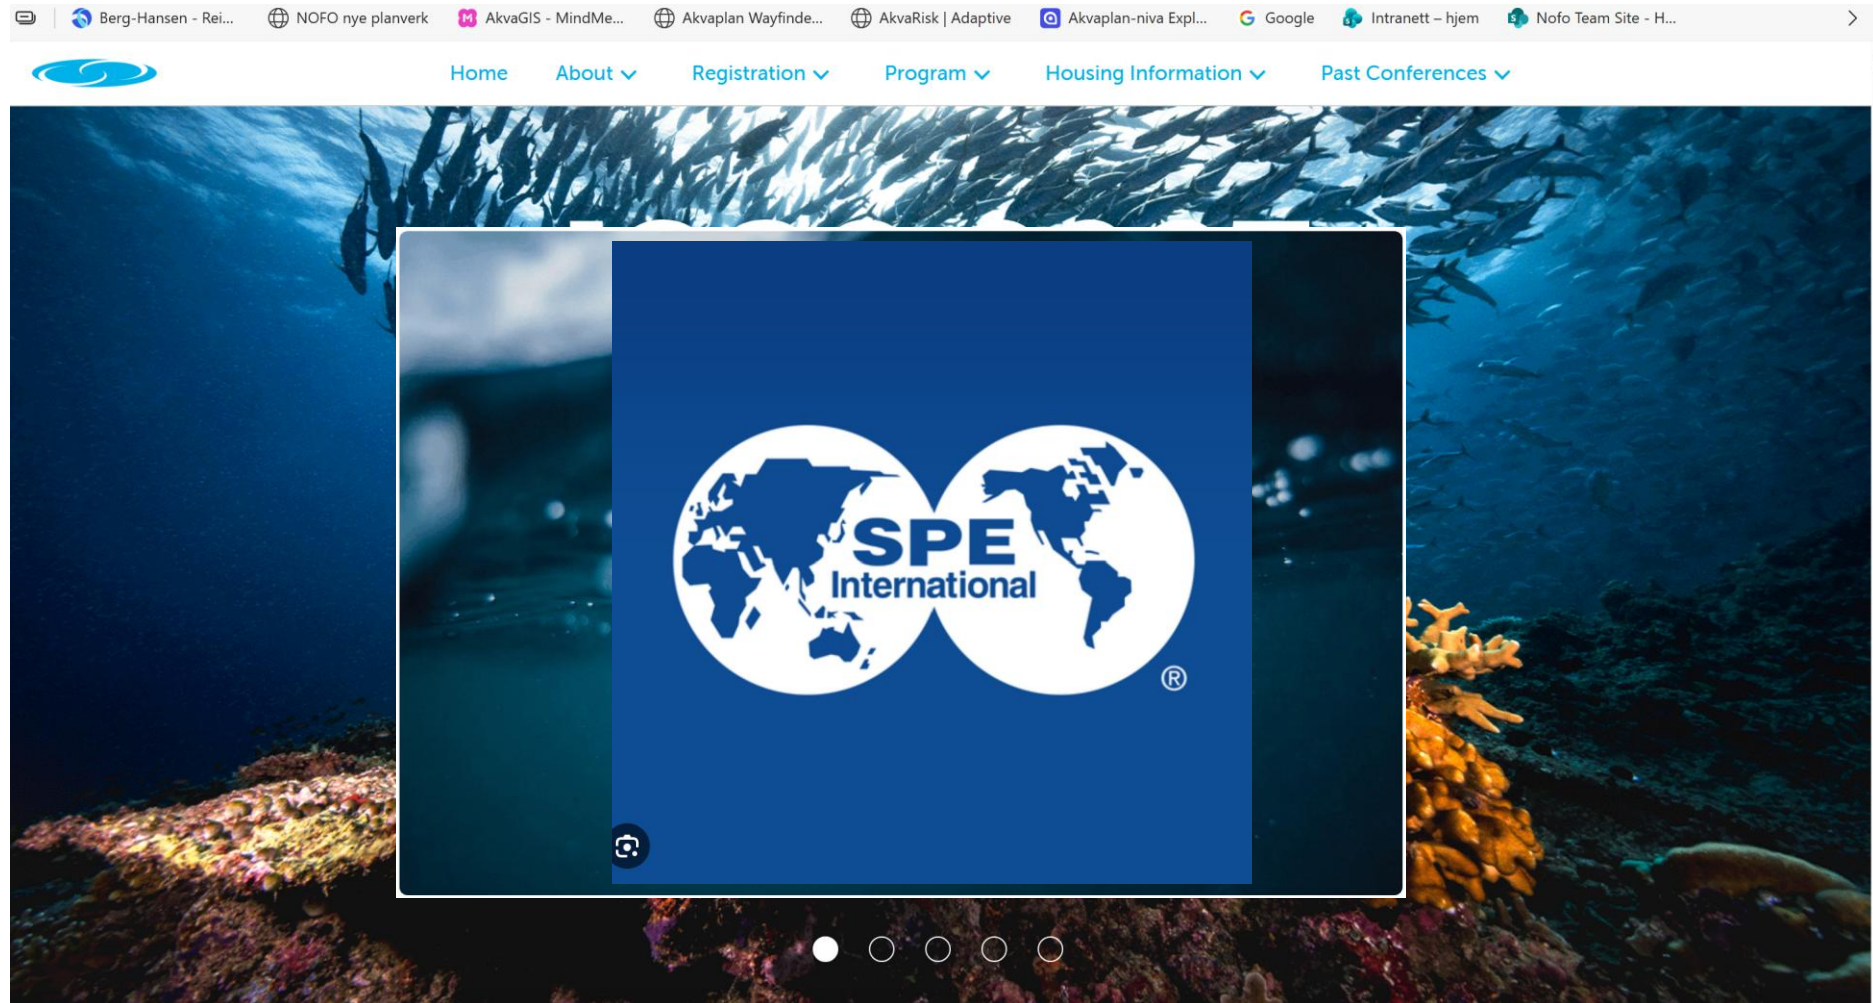 Berg-Hansen - Rei... NOFO nye planverk AkvaGIS - MindMe... Akvaplan Wayfinde... AkvaRisk | Adaptive Akvaplan-niva Expl... Google Intranett – hjem Nofo Team Site - H...
Home About Registration Program Housing Information Past Conferences
SPE
International
®